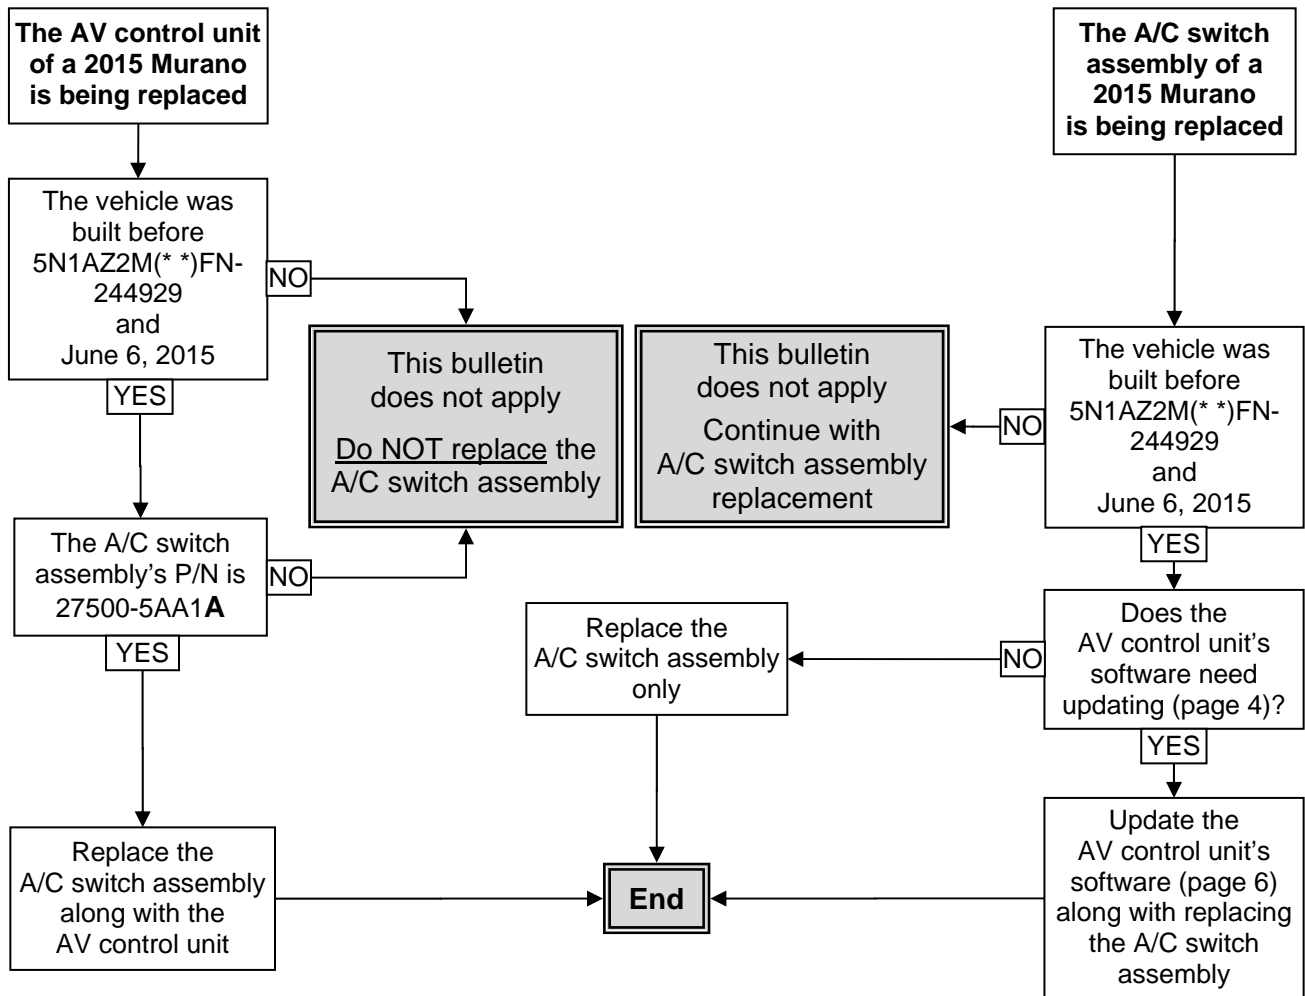 The AV control unit
of a 2015 Murano
is being replaced
The vehicle was
built before
5N1AZ2M(* *)FN-
244929
and
June 6, 2015
NO
YES
The A/C switch
assembly's P/N is
27500-5AA1A
NO
YES
Replace the
A/C switch assembly
along with the
AV control unit
This bulletin
does not apply
Do NOT replace the
A/C switch assembly
This bulletin
does not apply
Continue with
A/C switch assembly
replacement
Replace the
A/C switch assembly
only
End
The A/C switch
assembly of a
2015 Murano
is being replaced
The vehicle was
built before
5N1AZ2M(* *)FN-
244929
and
June 6, 2015
NO
YES
Does the
AV control unit's
software need
updating (page 4)?
NO
YES
Update the
AV control unit's
software (page 6)
along with replacing
the A/C switch
assembly